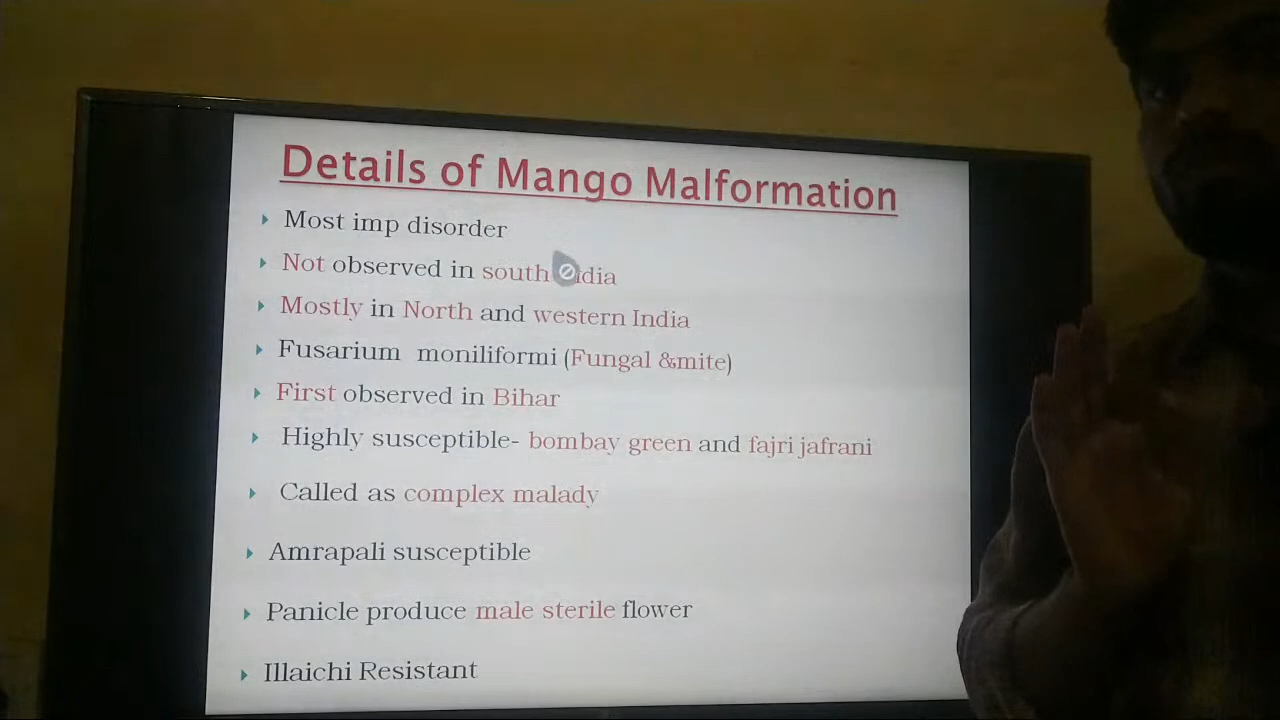 Details of Mango Malformation
Most imp disorder
Not observed in south India
Mostly in North and western India
Fusarium moniliformi (Fungal &mite)
First observed in Bihar
Highly susceptible- bombay green and fajri jafrani
Called as complex malady
Amrapali susceptible
Panicle produce male sterile flower
Illaichi Resistant